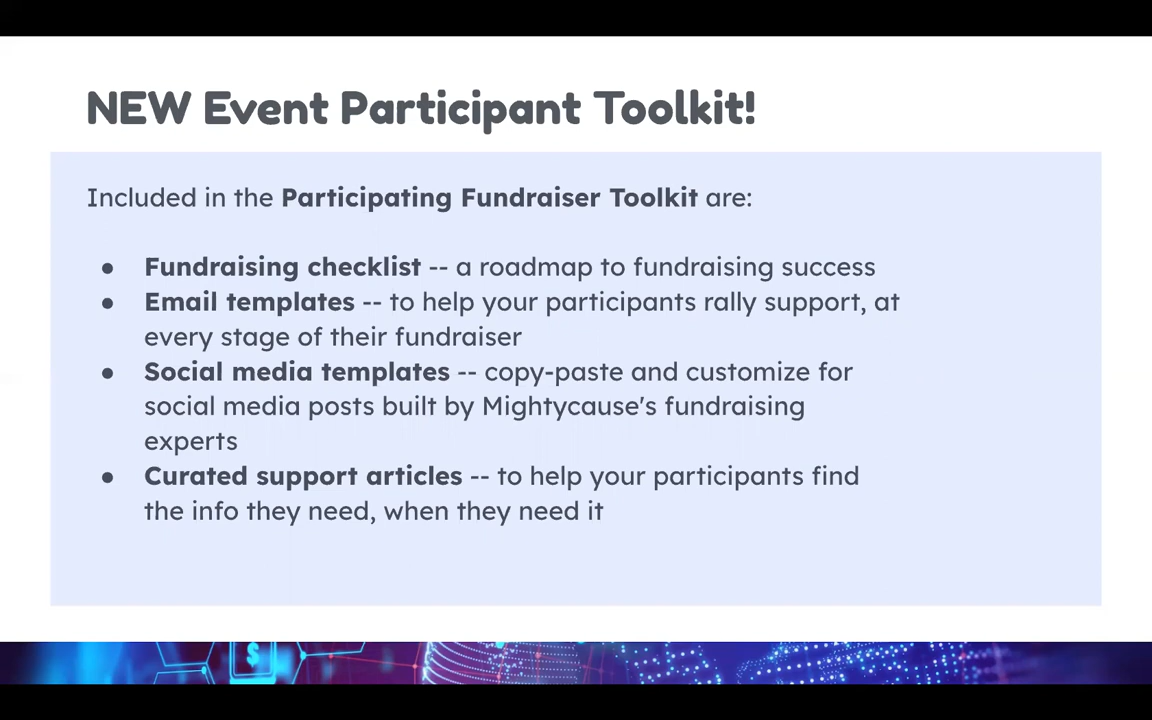 NEW Event Participant Toolkit!
Included in the Participating Fundraiser Toolkit are:
● Fundraising checklist -- a roadmap to fundraising success
● Email templates -- to help your participants rally support, at
every stage of their fundraiser
● Social media templates -- copy-paste and customize for
social media posts built by Mightycause's fundraising
experts
● Curated support articles -- to help your participants find
the info they need, when they need it
$